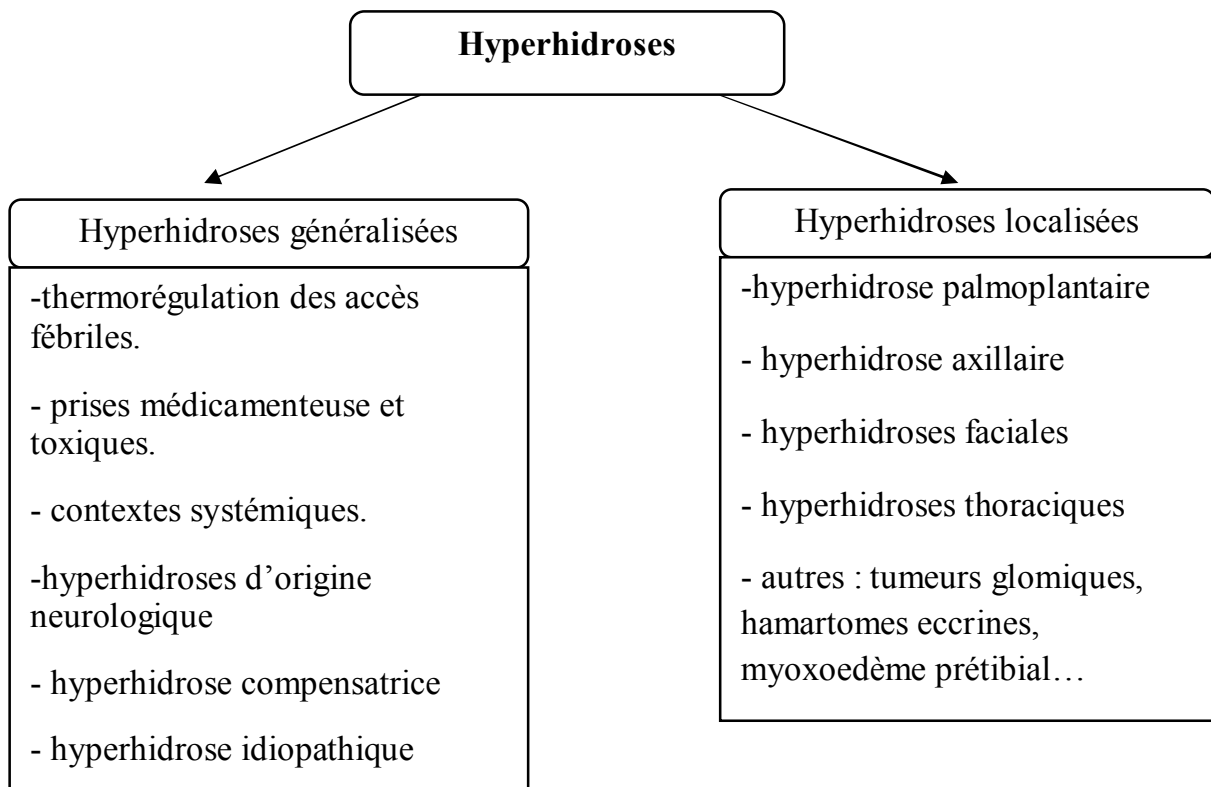 Hyperhidroses
Hyperhidroses généralisées
-thermorégulation des accès
fébriles.
- prises médicamenteuse et
toxiques.
- contextes systémiques.
-hyperhidroses d’origine
neurologique
- hyperhidrose compensatrice
- hyperhidrose idiopathique
Hyperhidroses localisées
-hyperhidrose palmoplantaire
- hyperhidrose axillaire
- hyperhidroses faciales
- hyperhidroses thoraciques
- autres : tumeurs glomiques,
hamartomes eccrines,
myoxoedème prétibial…